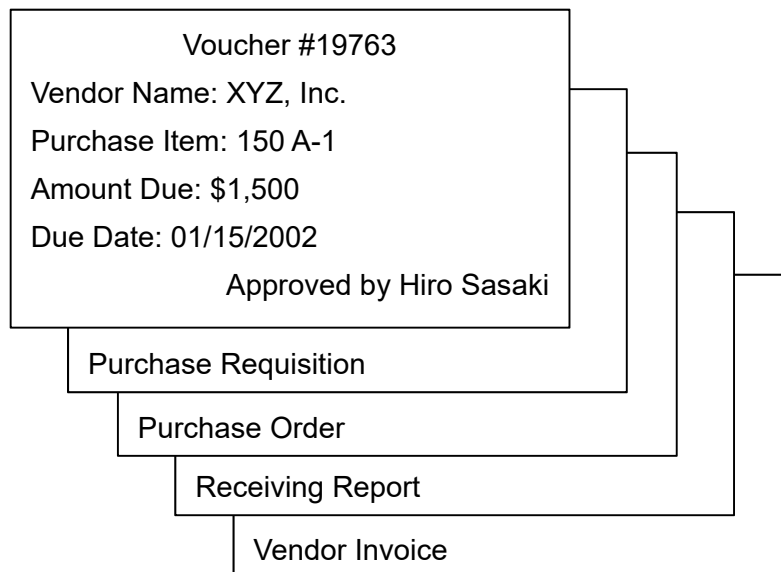 Voucher #19763
Vendor Name: XYZ, Inc.
Purchase Item: 150 A-1
Amount Due: $1,500
Due Date: 01/15/2002
Approved by Hiro Sasaki
Purchase Requisition
Purchase Order
Receiving Report
Vendor Invoice